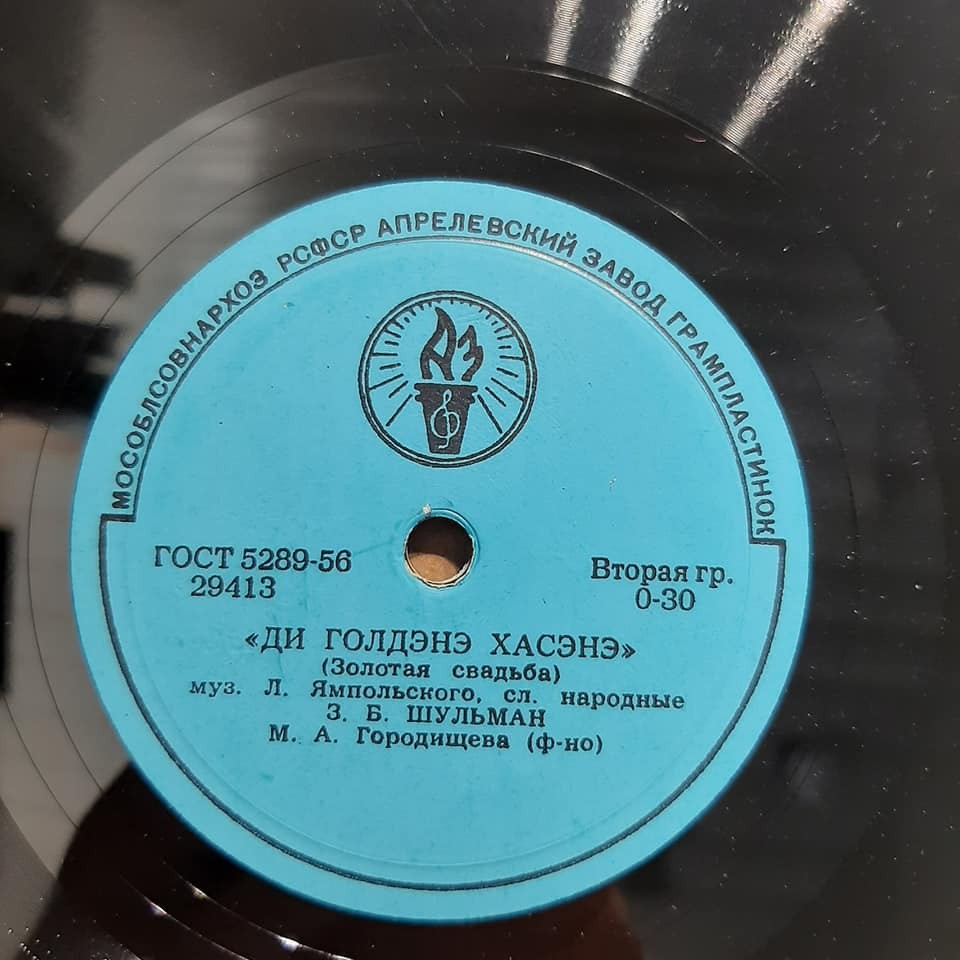 МОСОБЛСОВНАРХОЗ РСФСР АПРЕЛЕВСКИЙ ЗАВОД ГРАМПЛАСТИНОК
АЗ
ГОСТ 5289-56
29413
Вторая гр.
0-30
«ДИ ГОЛДЭНЭ ХАСЭНЭ»
(Золотая свадьба)
муз. Л. Ямпольского, сл. народные
З. Б. ШУЛЬМАН
М. А. Городищева (ф-но)